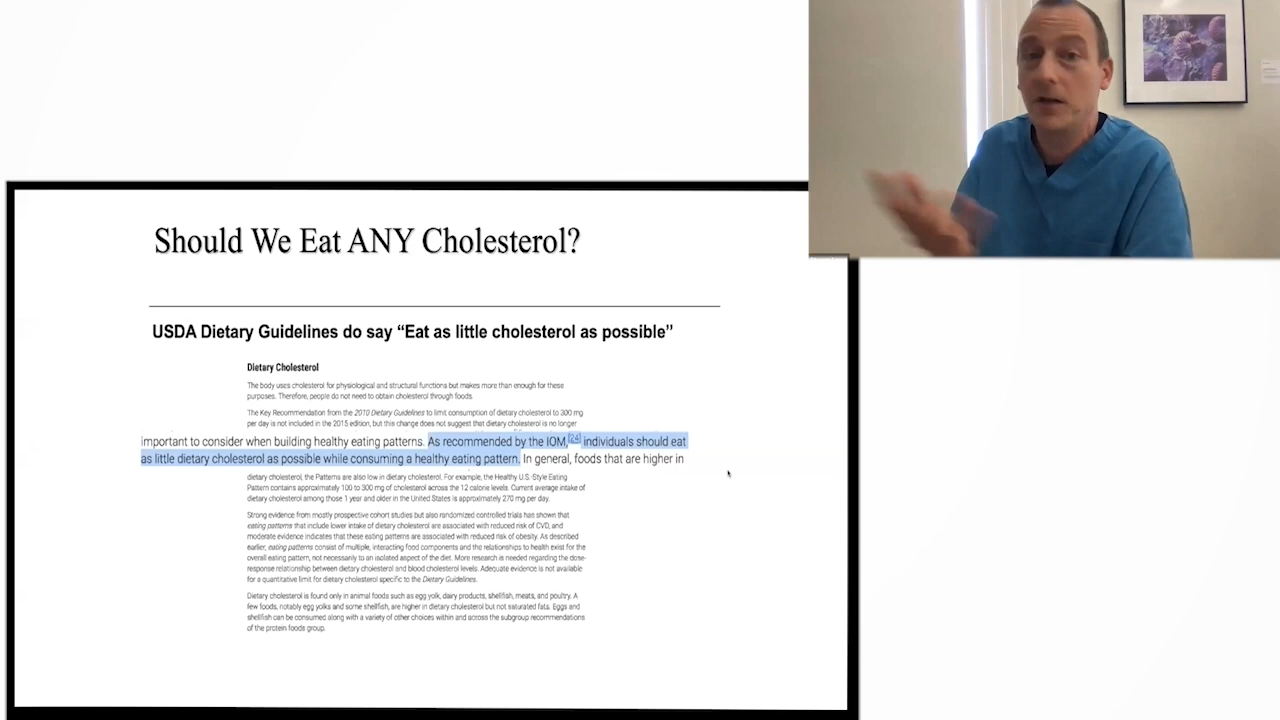 Should We Eat ANY Cholesterol?
USDA Dietary Guidelines do say “Eat as little cholesterol as possible”
Dietary Cholesterol
The body uses cholesterol for physiological and structural functions but makes more than enough for these
purposes. Therefore, people do not need to obtain cholesterol through foods.
The Key Recommendation from the 2010 Dietary Guidelines to limit consumption of dietary cholesterol to 300 mg
per day is not included in the 2015 edition, but this change does not suggest that dietary cholesterol is no longer
important to consider when building healthy eating patterns. As recommended by the IOM,[24] individuals should eat
as little dietary cholesterol as possible while consuming a healthy eating pattern. In general, foods that are higher in
dietary cholesterol, the Patterns are also low in dietary cholesterol. For example, the Healthy U.S.-Style Eating
Pattern contains approximately 100 to 300 mg of cholesterol across the 12 calorie levels. Current average intake of
dietary cholesterol among those 1 year and older in the United States is approximately 270 mg per day.
Strong evidence from mostly prospective cohort studies but also randomized controlled trials has shown that
eating patterns that include lower intake of dietary cholesterol are associated with reduced risk of CVD, and
moderate evidence indicates that these eating patterns are associated with reduced risk of obesity. As described
earlier, eating patterns consist of multiple, interacting food components and the relationships to health exist for the
overall eating pattern, not necessarily to an isolated aspect of the diet. More research is needed regarding the dose-
response relationship between dietary cholesterol and blood cholesterol levels. Adequate evidence is not available
for a quantitative limit for dietary cholesterol specific to the Dietary Guidelines.
Dietary cholesterol is found only in animal foods such as egg yolk, dairy products, shellfish, meats, and poultry. A
few foods, notably egg yolks and some shellfish, are higher in dietary cholesterol but not saturated fats. Eggs and
shellfish can be consumed along with a variety of other choices within and across the subgroup recommendations
of the protein foods group.